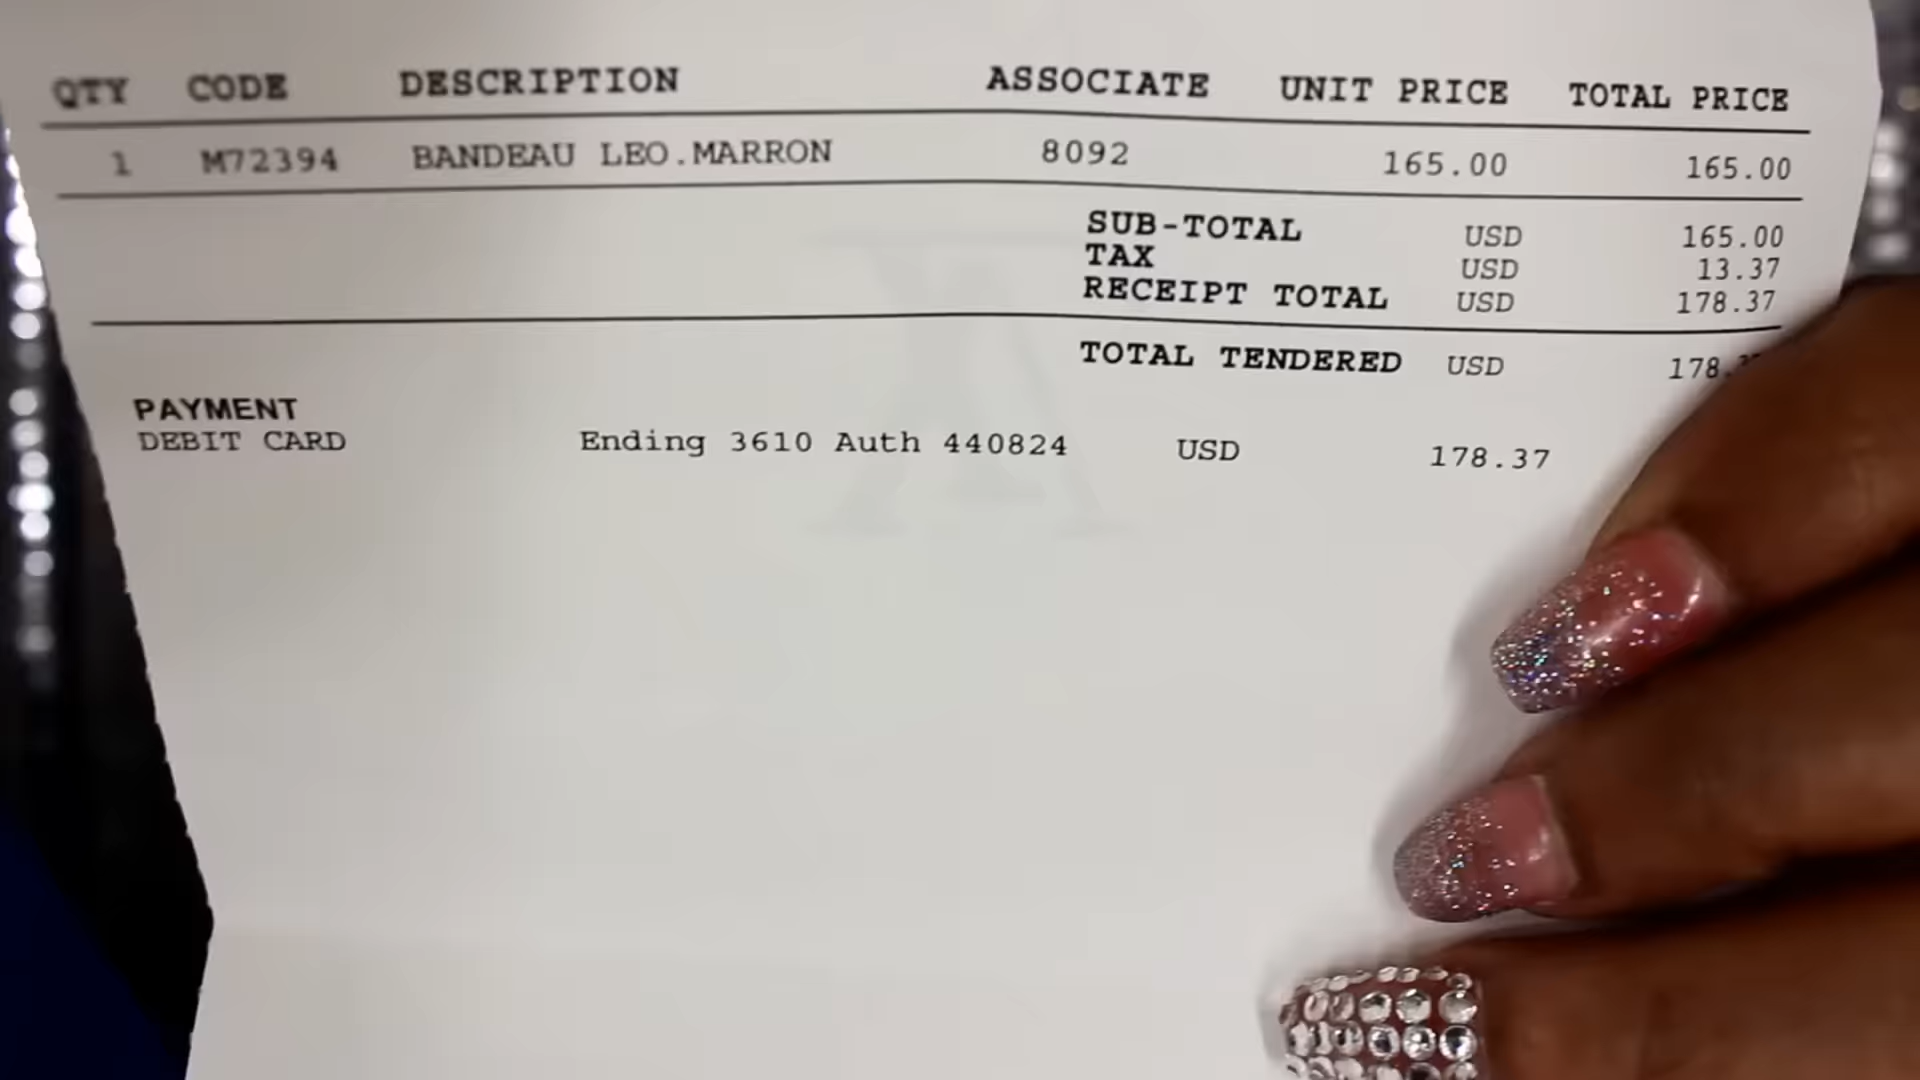 QTY CODE DESCRIPTION ASSOCIATE UNIT PRICE TOTAL PRICE
1 M72394 BANDEAU LEO.MARRON 8092 165.00 165.00
SUB-TOTAL USD 165.00
TAX USD 13.37
RECEIPT TOTAL USD 178.37
TOTAL TENDERED USD 178.
PAYMENT
DEBIT CARD Ending 3610 Auth 440824 USD 178.37